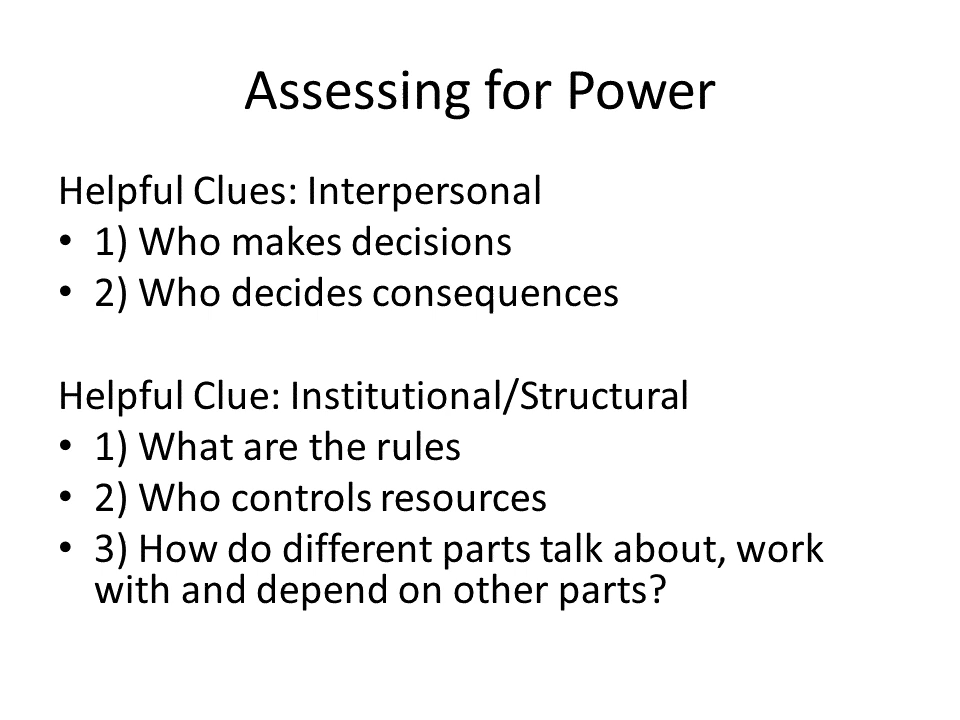 Assessing for Power
Helpful Clues: Interpersonal
• 1) Who makes decisions
• 2) Who decides consequences
Helpful Clue: Institutional/Structural
• 1) What are the rules
• 2) Who controls resources
• 3) How do different parts talk about, work
with and depend on other parts?